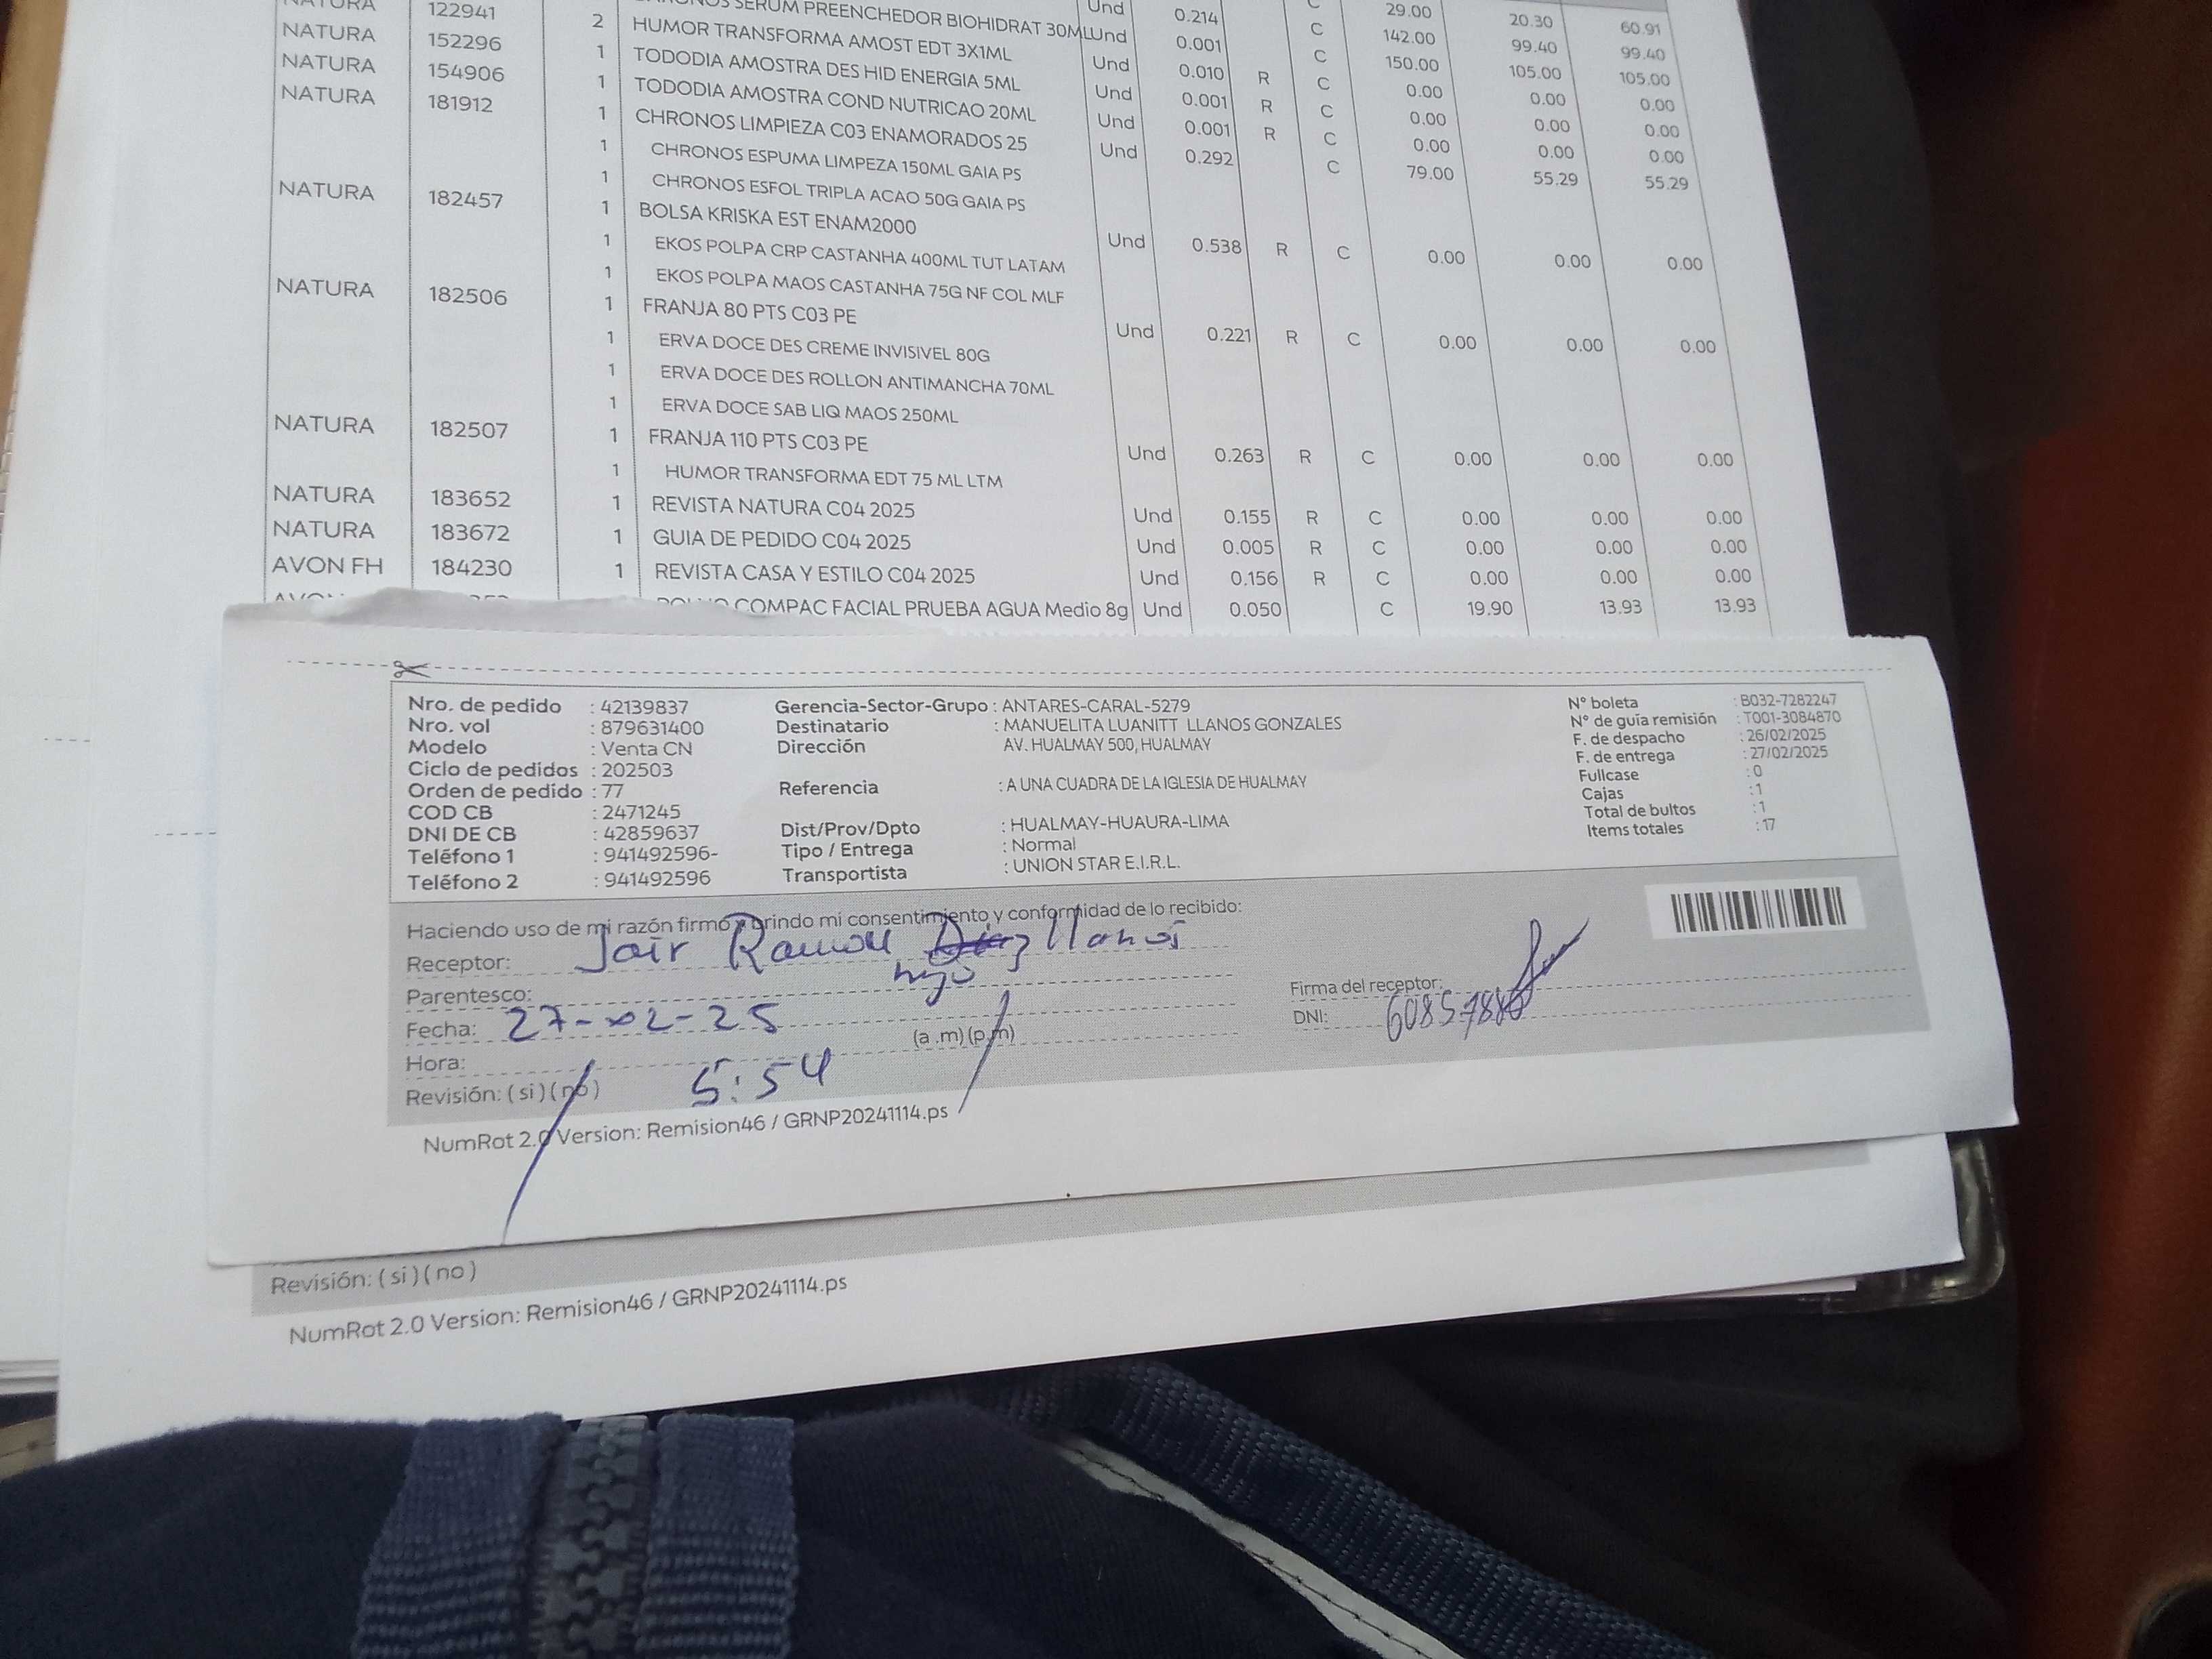 NATURA 122941 2 SERUM PREENCHEDOR BIOHIDRAT 30ML Und 0.214 C 29.00 20.30 60.91
NATURA 152296 1 HUMOR TRANSFORMA AMOST EDT 3X1ML Und 0.001 C 142.00 99.40 99.40
NATURA 154906 1 TODODIA AMOSTRA DES HID ENERGIA 5ML Und 0.010 R C 150.00 105.00 105.00
NATURA 181912 1 TODODIA AMOSTRA COND NUTRICAO 20ML Und 0.001 R C 0.00 0.00 0.00
1 CHRONOS LIMPIEZA C03 ENAMORADOS 25 Und 0.001 R C 0.00 0.00 0.00
1 CHRONOS ESPUMA LIMPEZA 150ML GAIA PS Und 0.292 C 0.00 0.00 0.00
1 CHRONOS ESFOL TRIPLA ACAO 50G GAIA PS 79.00 55.29 55.29
NATURA 182457 1 BOLSA KRISKA EST ENAM2000 Und 0.538 R C 0.00 0.00 0.00
1 EKOS POLPA CRP CASTANHA 400ML TUT LATAM
1 EKOS POLPA MAOS CASTANHA 75G NF COL MLF
NATURA 182506 1 FRANJA 80 PTS C03 PE Und 0.221 R C 0.00 0.00 0.00
1 ERVA DOCE DES CREME INVISIVEL 80G
1 ERVA DOCE DES ROLLON ANTIMANCHA 70ML
1 ERVA DOCE SAB LIQ MAOS 250ML
NATURA 182507 1 FRANJA 110 PTS C03 PE Und 0.263 R C 0.00 0.00 0.00
1 HUMOR TRANSFORMA EDT 75 ML LTM
NATURA 183652 1 REVISTA NATURA C04 2025 Und 0.155 R C 0.00 0.00 0.00
NATURA 183672 1 GUIA DE PEDIDO C04 2025 Und 0.005 R C 0.00 0.00 0.00
AVON FH 184230 1 REVISTA CASA Y ESTILO C04 2025 Und 0.156 R C 0.00 0.00 0.00
COMPAC FACIAL PRUEBA AGUA Medio 8g Und 0.050 C 19.90 13.93 13.93
Nro. de pedido : 42139837 Gerencia-Sector-Grupo : ANTARES-CARAL-5279 N° boleta : B032-7282247
Nro. vol : 879631400 Destinatario : MANUELITA LUANITT LLANOS GONZALES N° de guía remisión : T001-3084870
Modelo : Venta CN Dirección AV. HUALMAY 500, HUALMAY F. de despacho : 26/02/2025
Ciclo de pedidos : 202503 F. de entrega : 27/02/2025
Orden de pedido : 77 Referencia : A UNA CUADRA DE LA IGLESIA DE HUALMAY Fullcase : 0
COD CB : 2471245 Cajas : 1
DNI DE CB : 42859637 Dist/Prov/Dpto : HUALMAY-HUAURA-LIMA Total de bultos : 1
Teléfono 1 : 941492596- Tipo / Entrega : Normal Items totales : 17
Teléfono 2 : 941492596 Transportista : UNION STAR E.I.R.L.
Haciendo uso de mi razón firmo y brindo mi consentimiento y conformidad de lo recibido:
Receptor: Jair Ramon Diaz llanos
Parentesco: hijo Firma del receptor:
Fecha: 27-02-25 DNI:
Hora: 5:54 (a .m) (p.m)
Revisión: ( si ) ( no )
NumRot 2.0 Version: Remision46 / GRNP20241114.ps
Revisión: ( si ) ( no )
NumRot 2.0 Version: Remision46 / GRNP20241114.ps